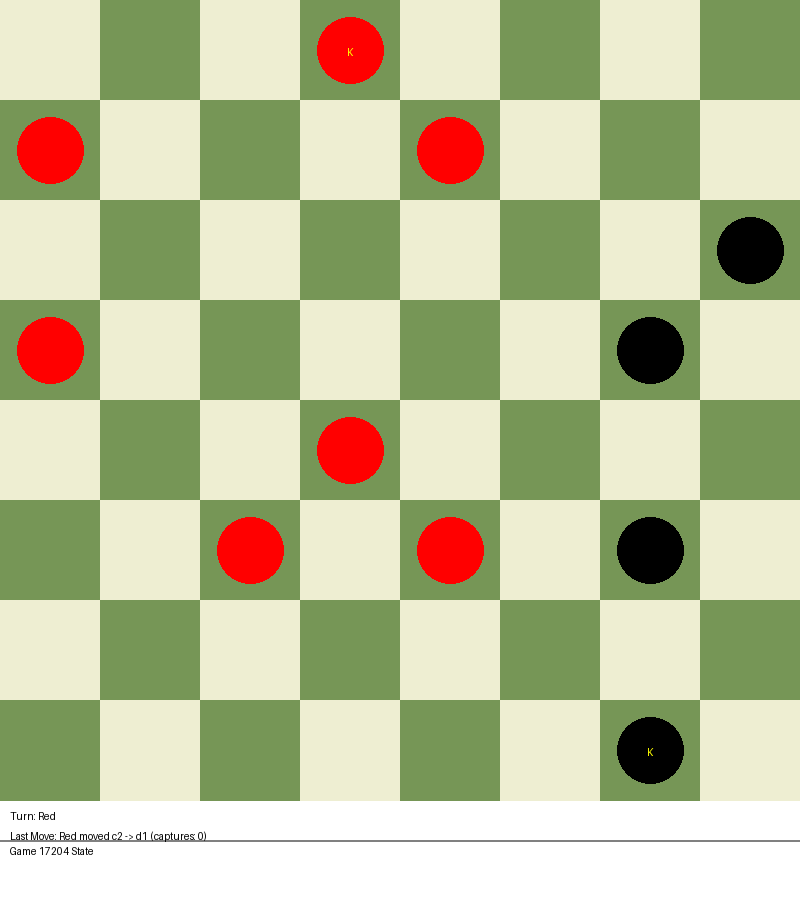 K
K
Turn: Red
Last Move: Red moved c2 -> d1 (captures: 0)
Game 17204 State